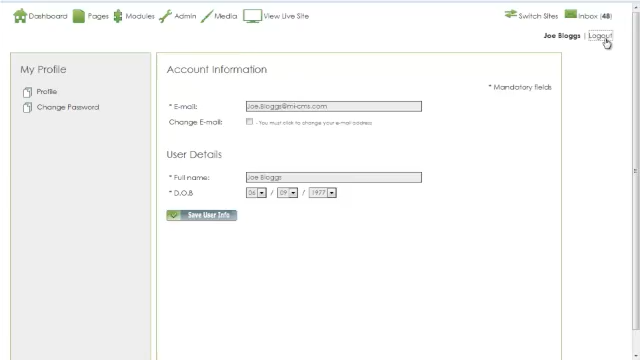 Dashboard Pages Modules Admin Media View Live Site Switch Sites Inbox (48)
Joe Bloggs | Logout
My Profile
Profile
Change Password
Account Information
* Mandatory fields
* E-mail: Joe.Bloggs@mi-cms.com
Change E-mail: - You must tick to change your e-mail address
User Details
* Full name: Joe Bloggs
* D.O.B 06 / 09 / 1977
Save User Info